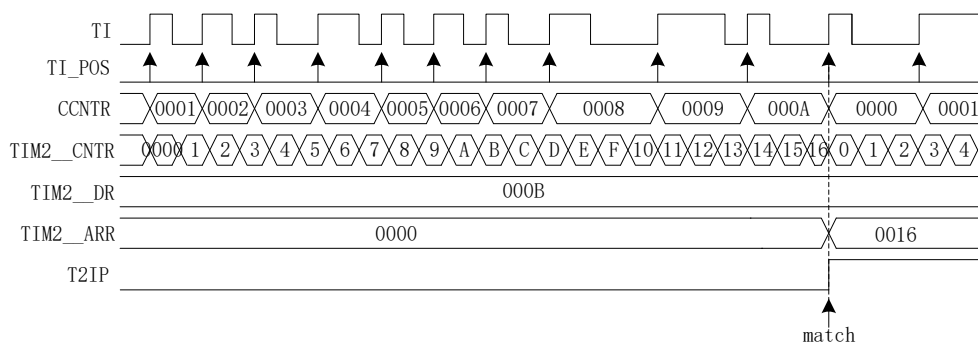 TI
TI_POS
CCNTR 0001 0002 0003 0004 0005 0006 0007 0008 0009 000A 0000 0001
TIM2__CNTR 0000 1 2 3 4 5 6 7 8 9 A B C D E F 10 11 12 13 14 15 16 0 1 2 3 4
TIM2__DR 000B
TIM2__ARR 0000 0016
T2IP
match